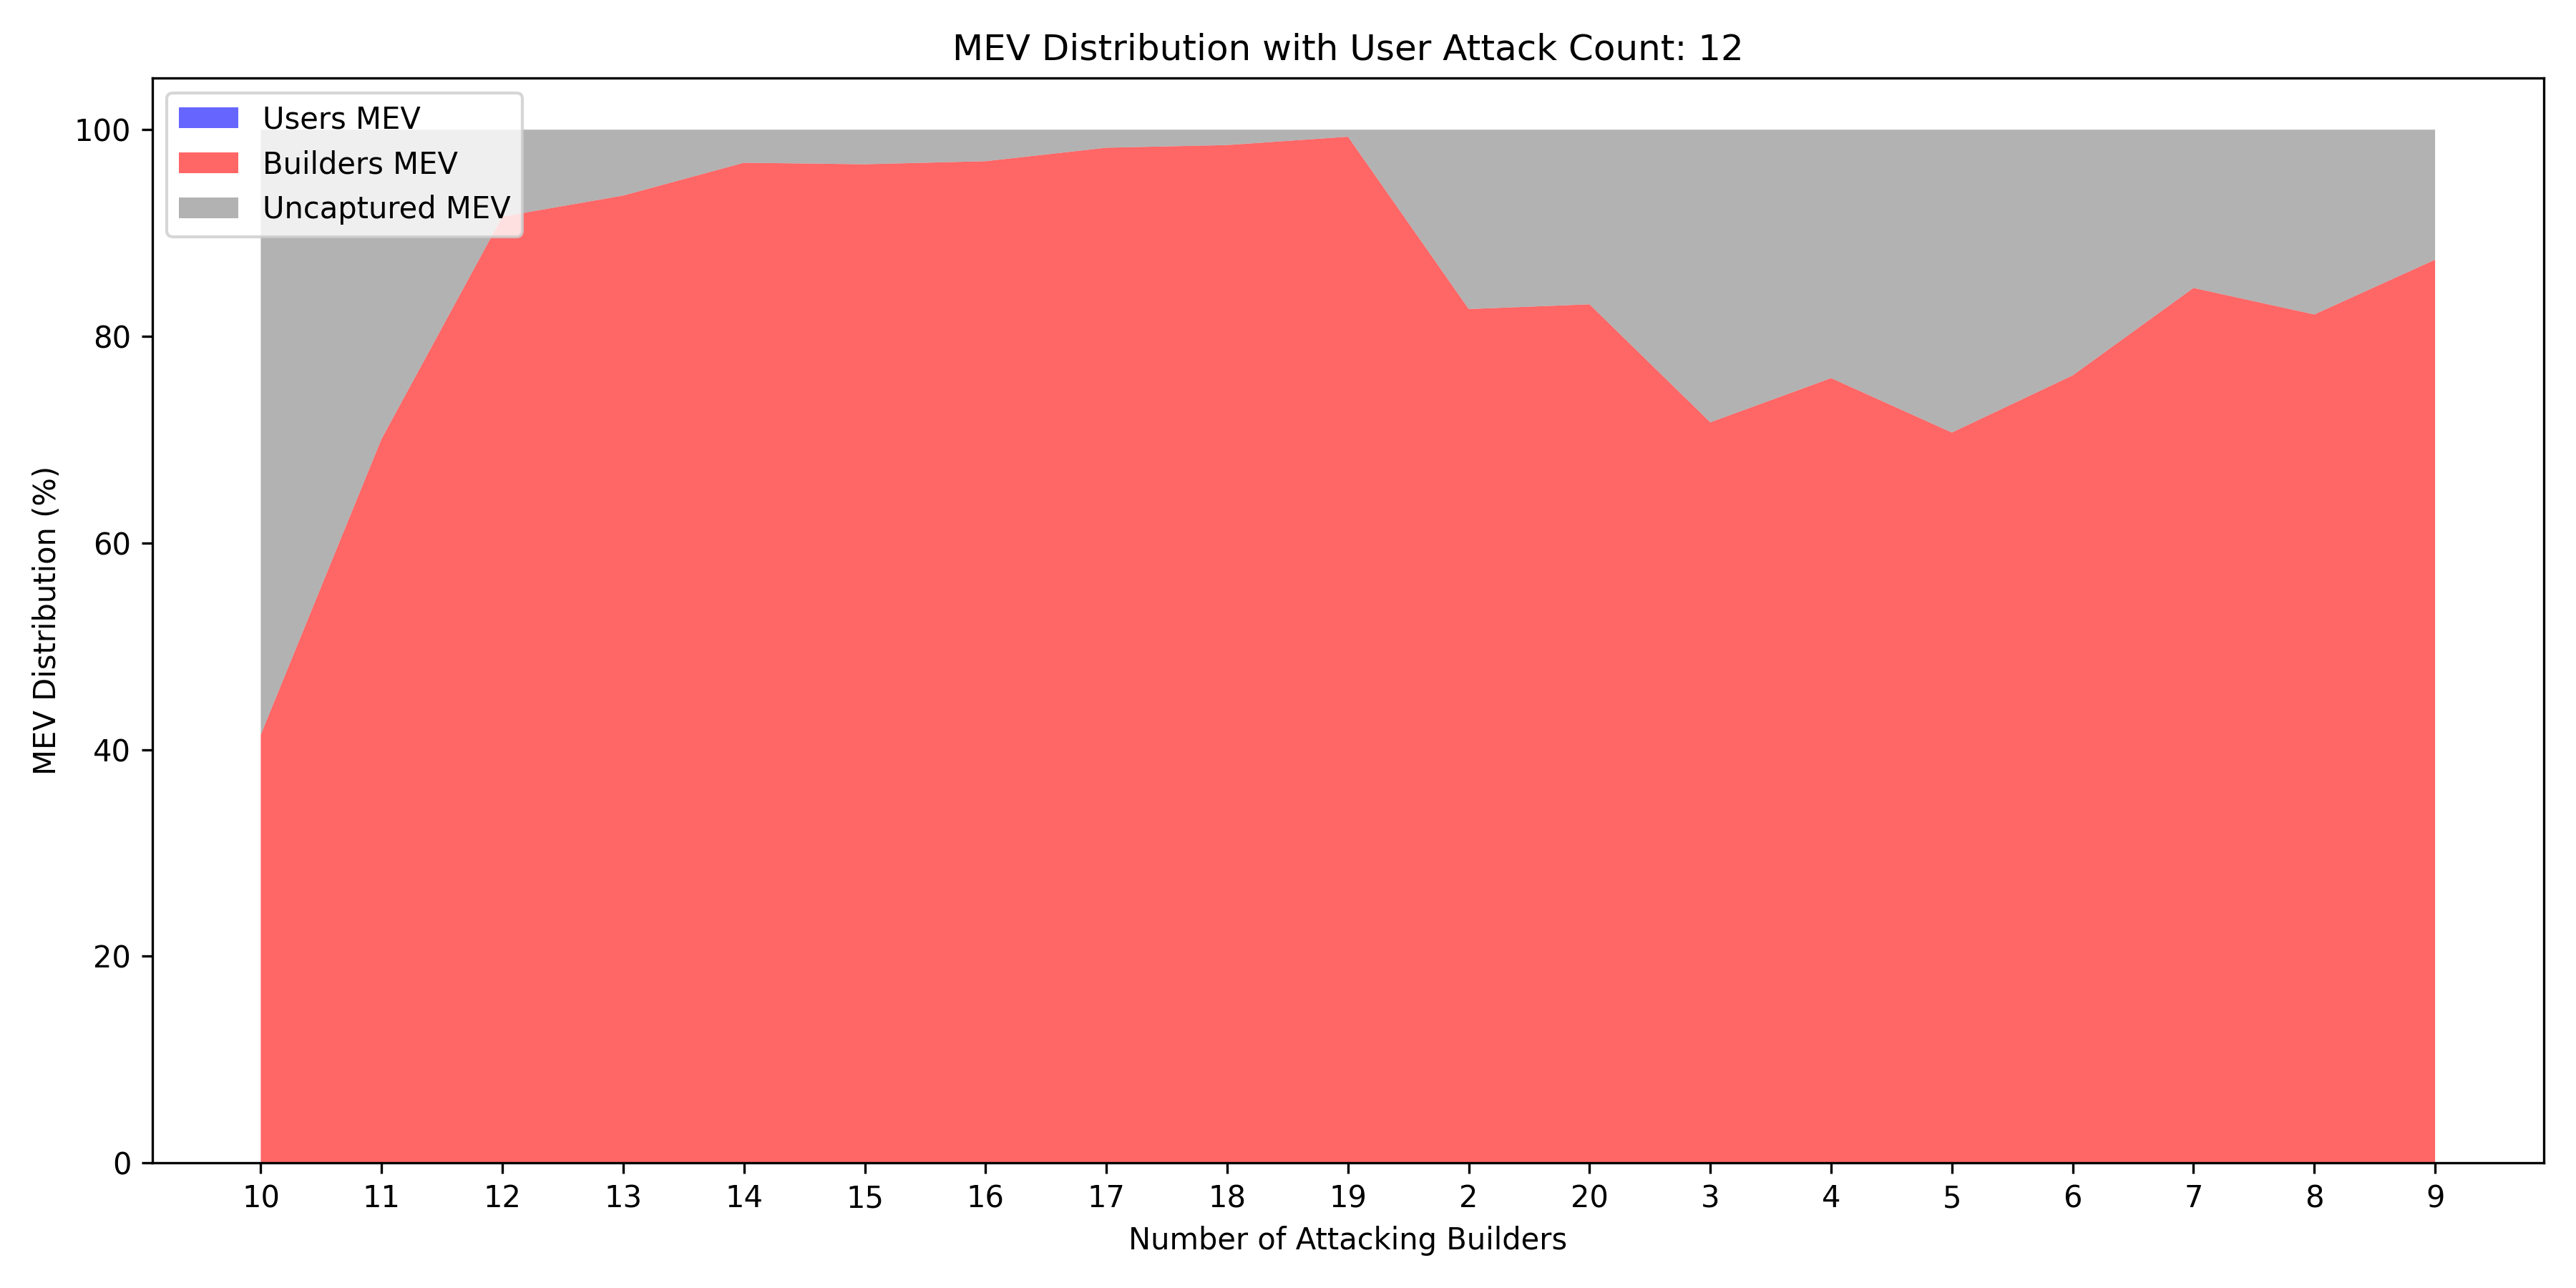 MEV Distribution with User Attack Count: 12
Users MEV
Builders MEV
Uncaptured MEV
MEV Distribution (%)
100
80
60
40
20
0
10 11 12 13 14 15 16 17 18 19 2 20 3 4 5 6 7 8 9
Number of Attacking Builders